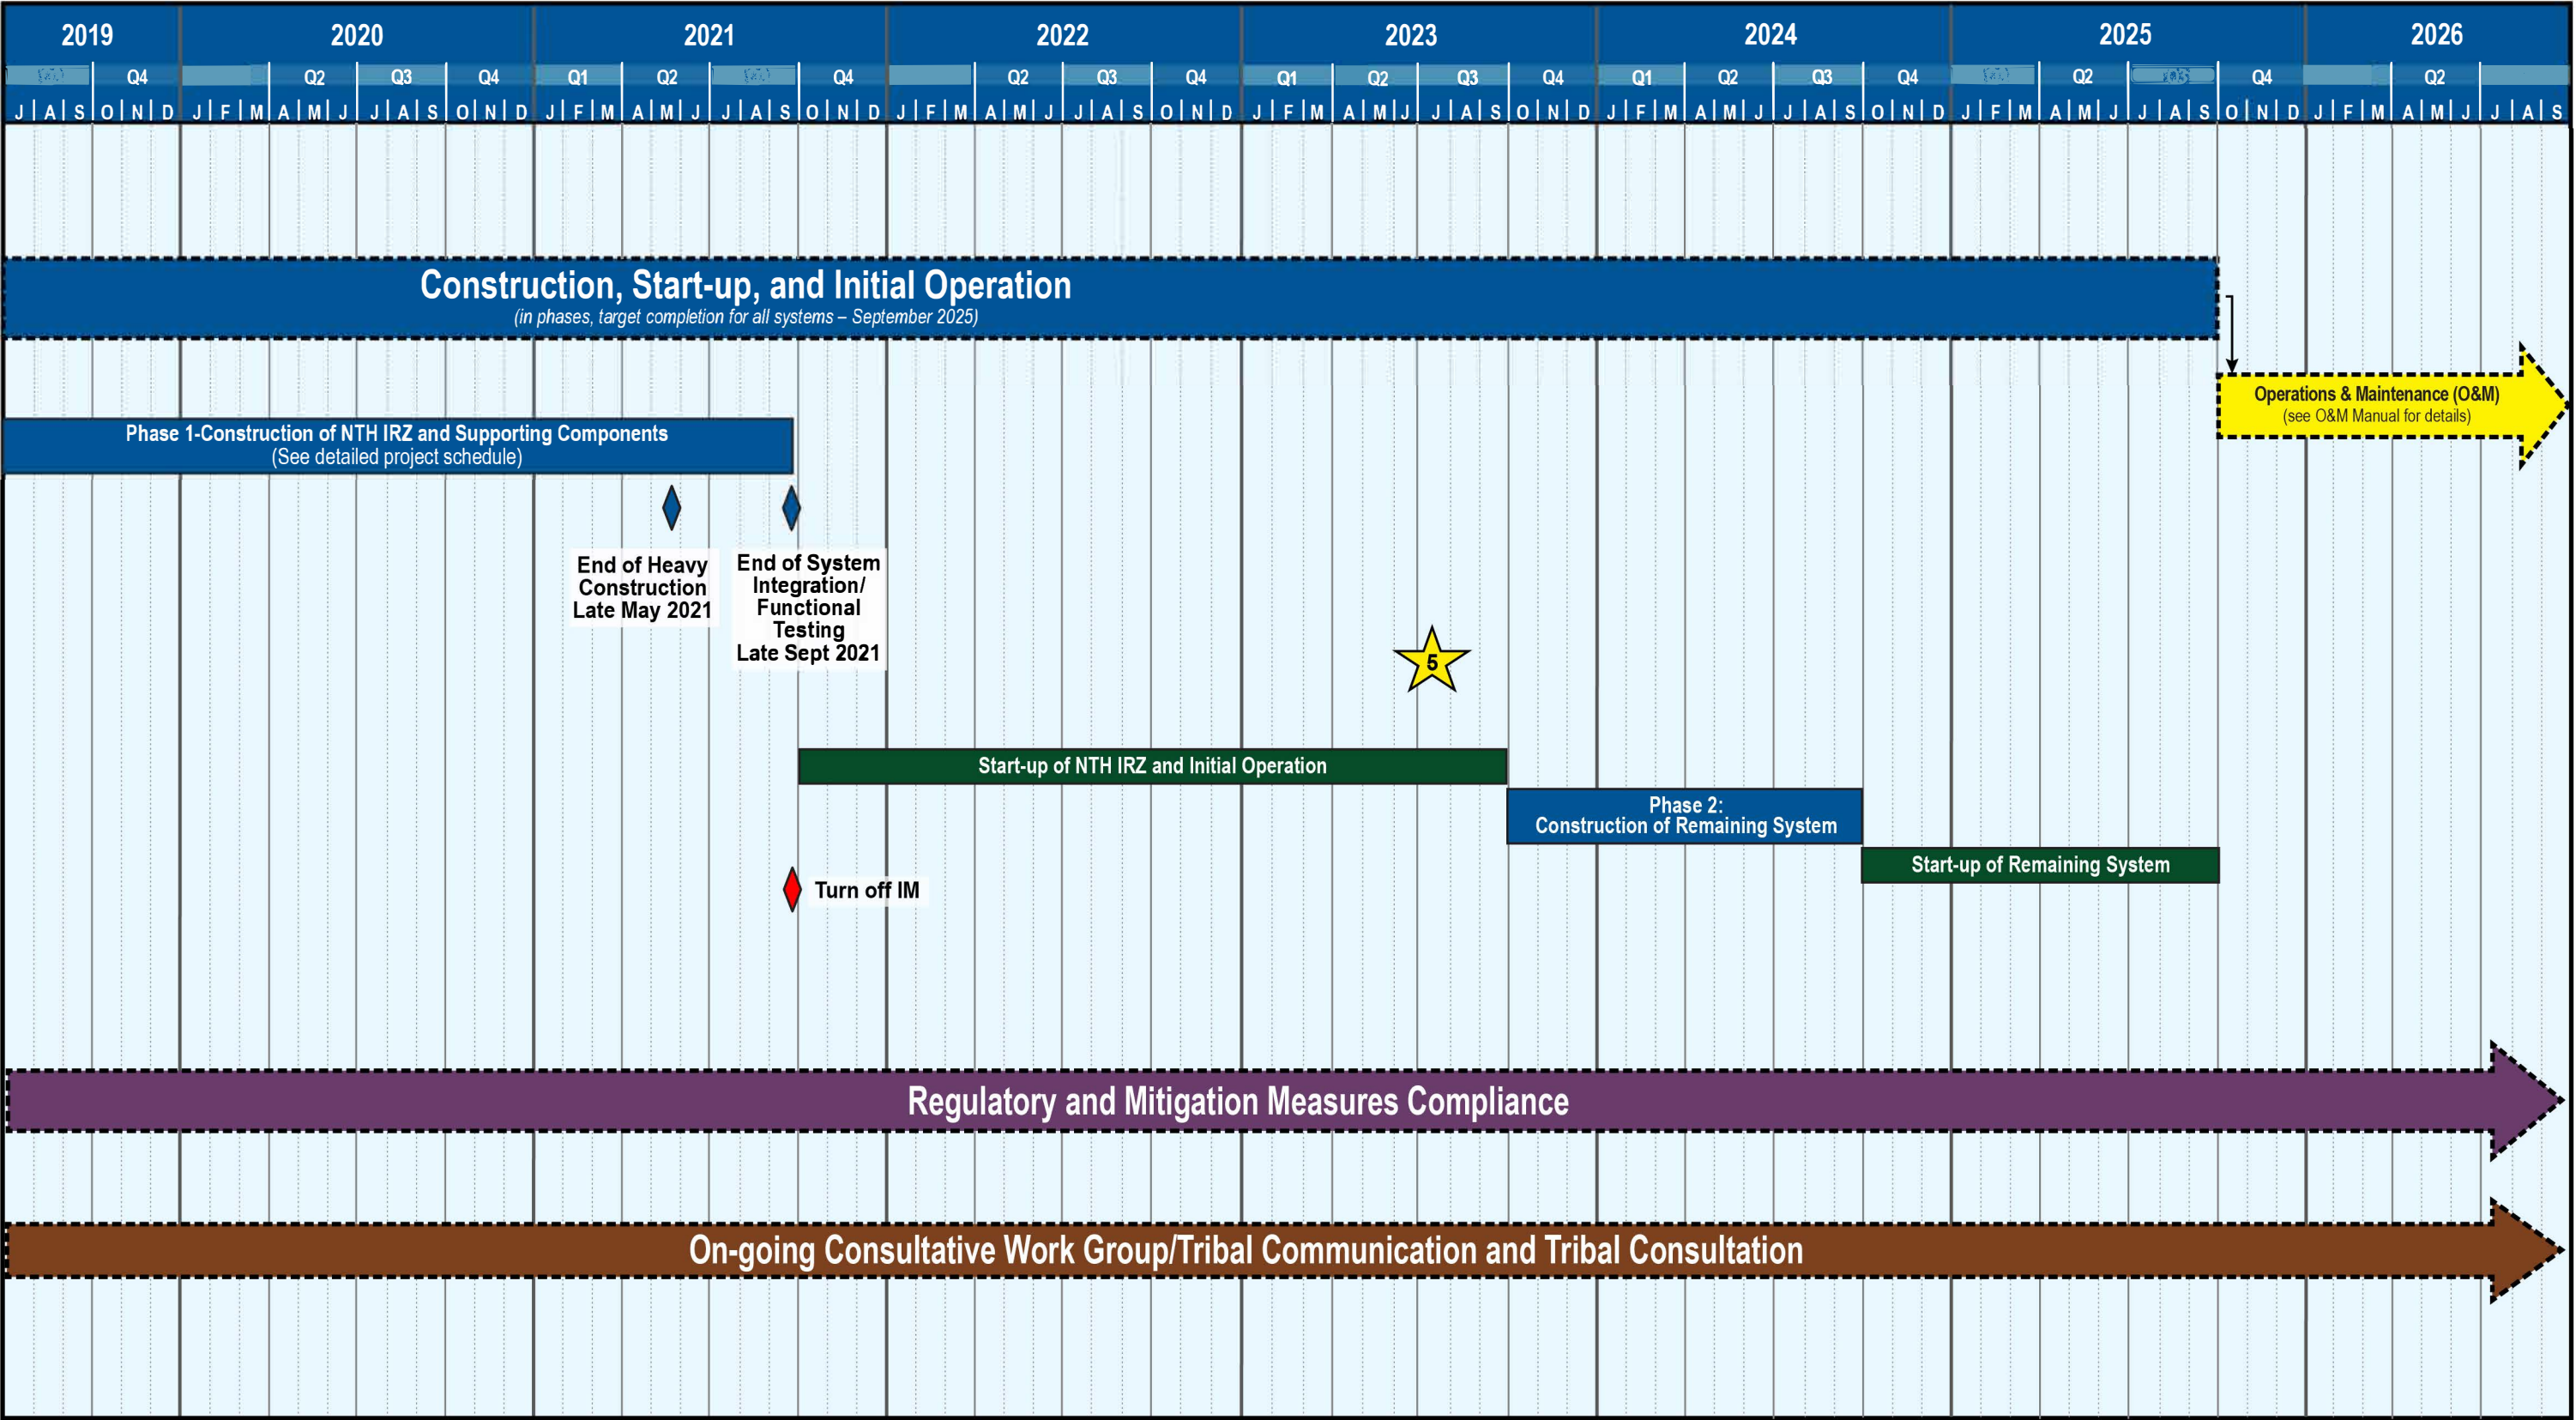 2019 2020 2021 2022 2023 2024 2025 2026
Q4 Q2 Q3 Q4 Q1 Q2 Q4 Q2 Q3 Q4 Q1 Q2 Q3 Q4 Q1 Q2 Q3 Q4 Q2 Q4 Q2
J A S O N D J F M A M J J A S O N D J F M A M J J A S O N D J F M A M J J A S O N D J F M A M J J A S O N D J F M A M J J A S O N D J F M A M J J A S O N D J F M A M J J A S
Construction, Start-up, and Initial Operation
(in phases, target completion for all systems – September 2025)
Operations & Maintenance (O&M)
(see O&M Manual for details)
Phase 1-Construction of NTH IRZ and Supporting Components
(See detailed project schedule)
End of Heavy
Construction
Late May 2021
End of System
Integration/
Functional
Testing
Late Sept 2021
5
Start-up of NTH IRZ and Initial Operation
Phase 2:
Construction of Remaining System
Start-up of Remaining System
Turn off IM
Regulatory and Mitigation Measures Compliance
On-going Consultative Work Group/Tribal Communication and Tribal Consultation